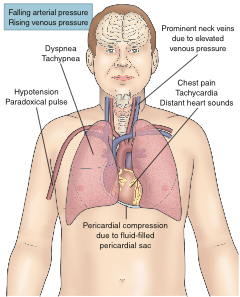 Falling arterial pressure
Rising venous pressure
Prominent neck veins
due to elevated
venous pressure
Dyspnea
Tachypnea
Chest pain
Tachycardia
Distant heart sounds
Hypotension
Paradoxical pulse
Pericardial compression
due to fluid-filled
pericardial sac